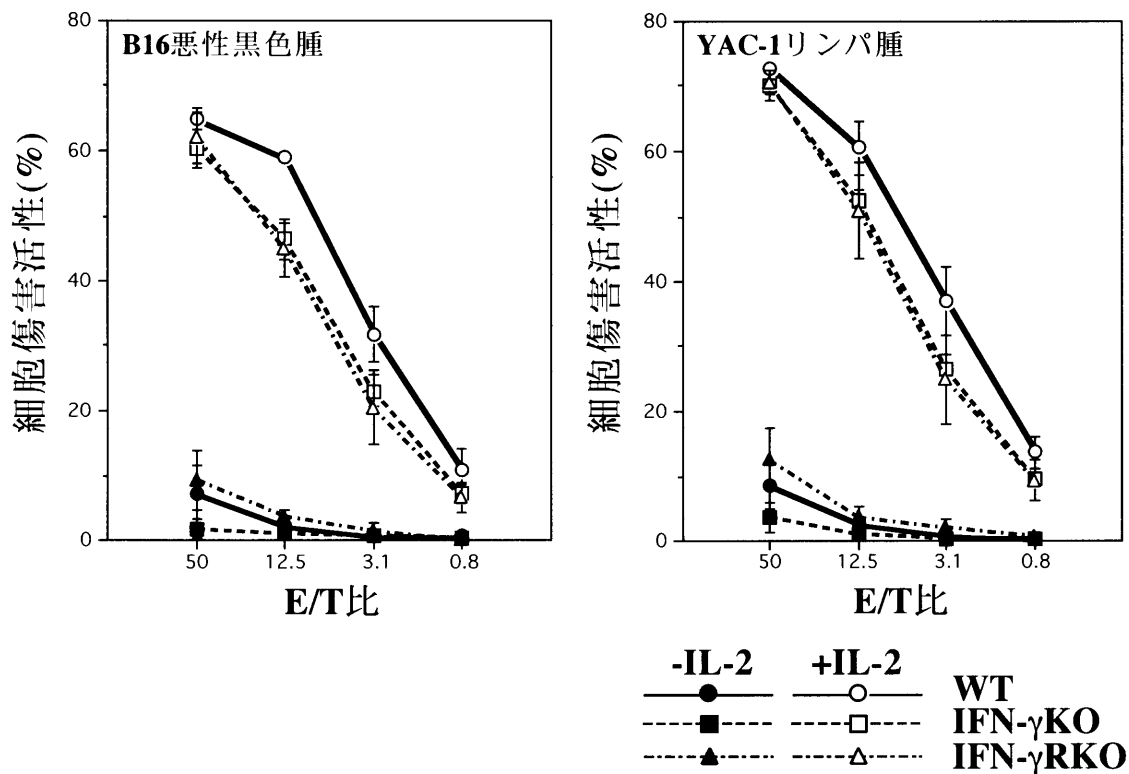 B16悪性黒色腫
細胞傷害活性(%)
80
60
40
20
0
50 12.5 3.1 0.8
E/T比
YAC-1リンパ腫
細胞傷害活性(%)
80
60
40
20
0
50 12.5 3.1 0.8
E/T比
-IL-2 +IL-2
WT
IFN-γKO
IFN-γRKO